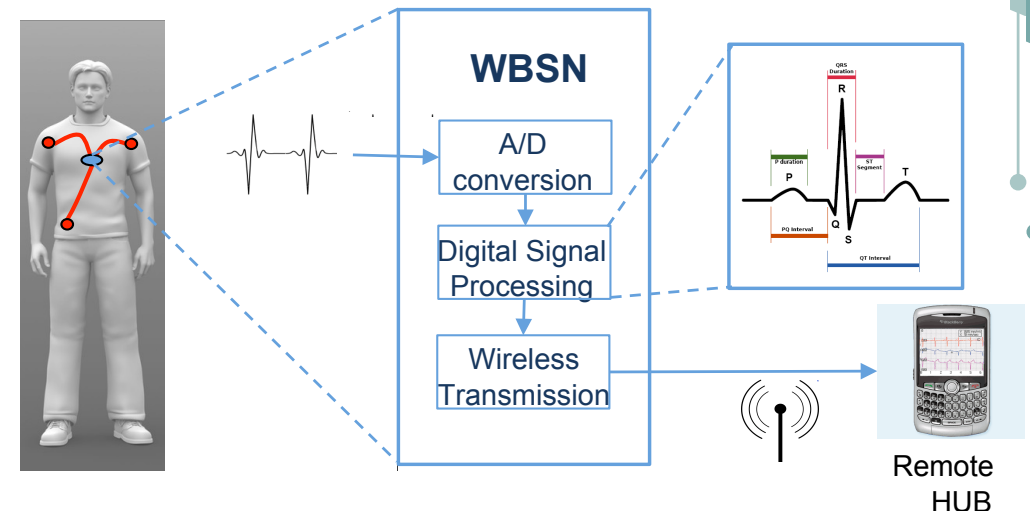 WBSN
A/D
conversion
Digital Signal
Processing
Wireless
Transmission
QRS
Duration
R
P duration
ST
Segment
P
T
Q
S
PQ Interval
QT Interval
Remote
HUB